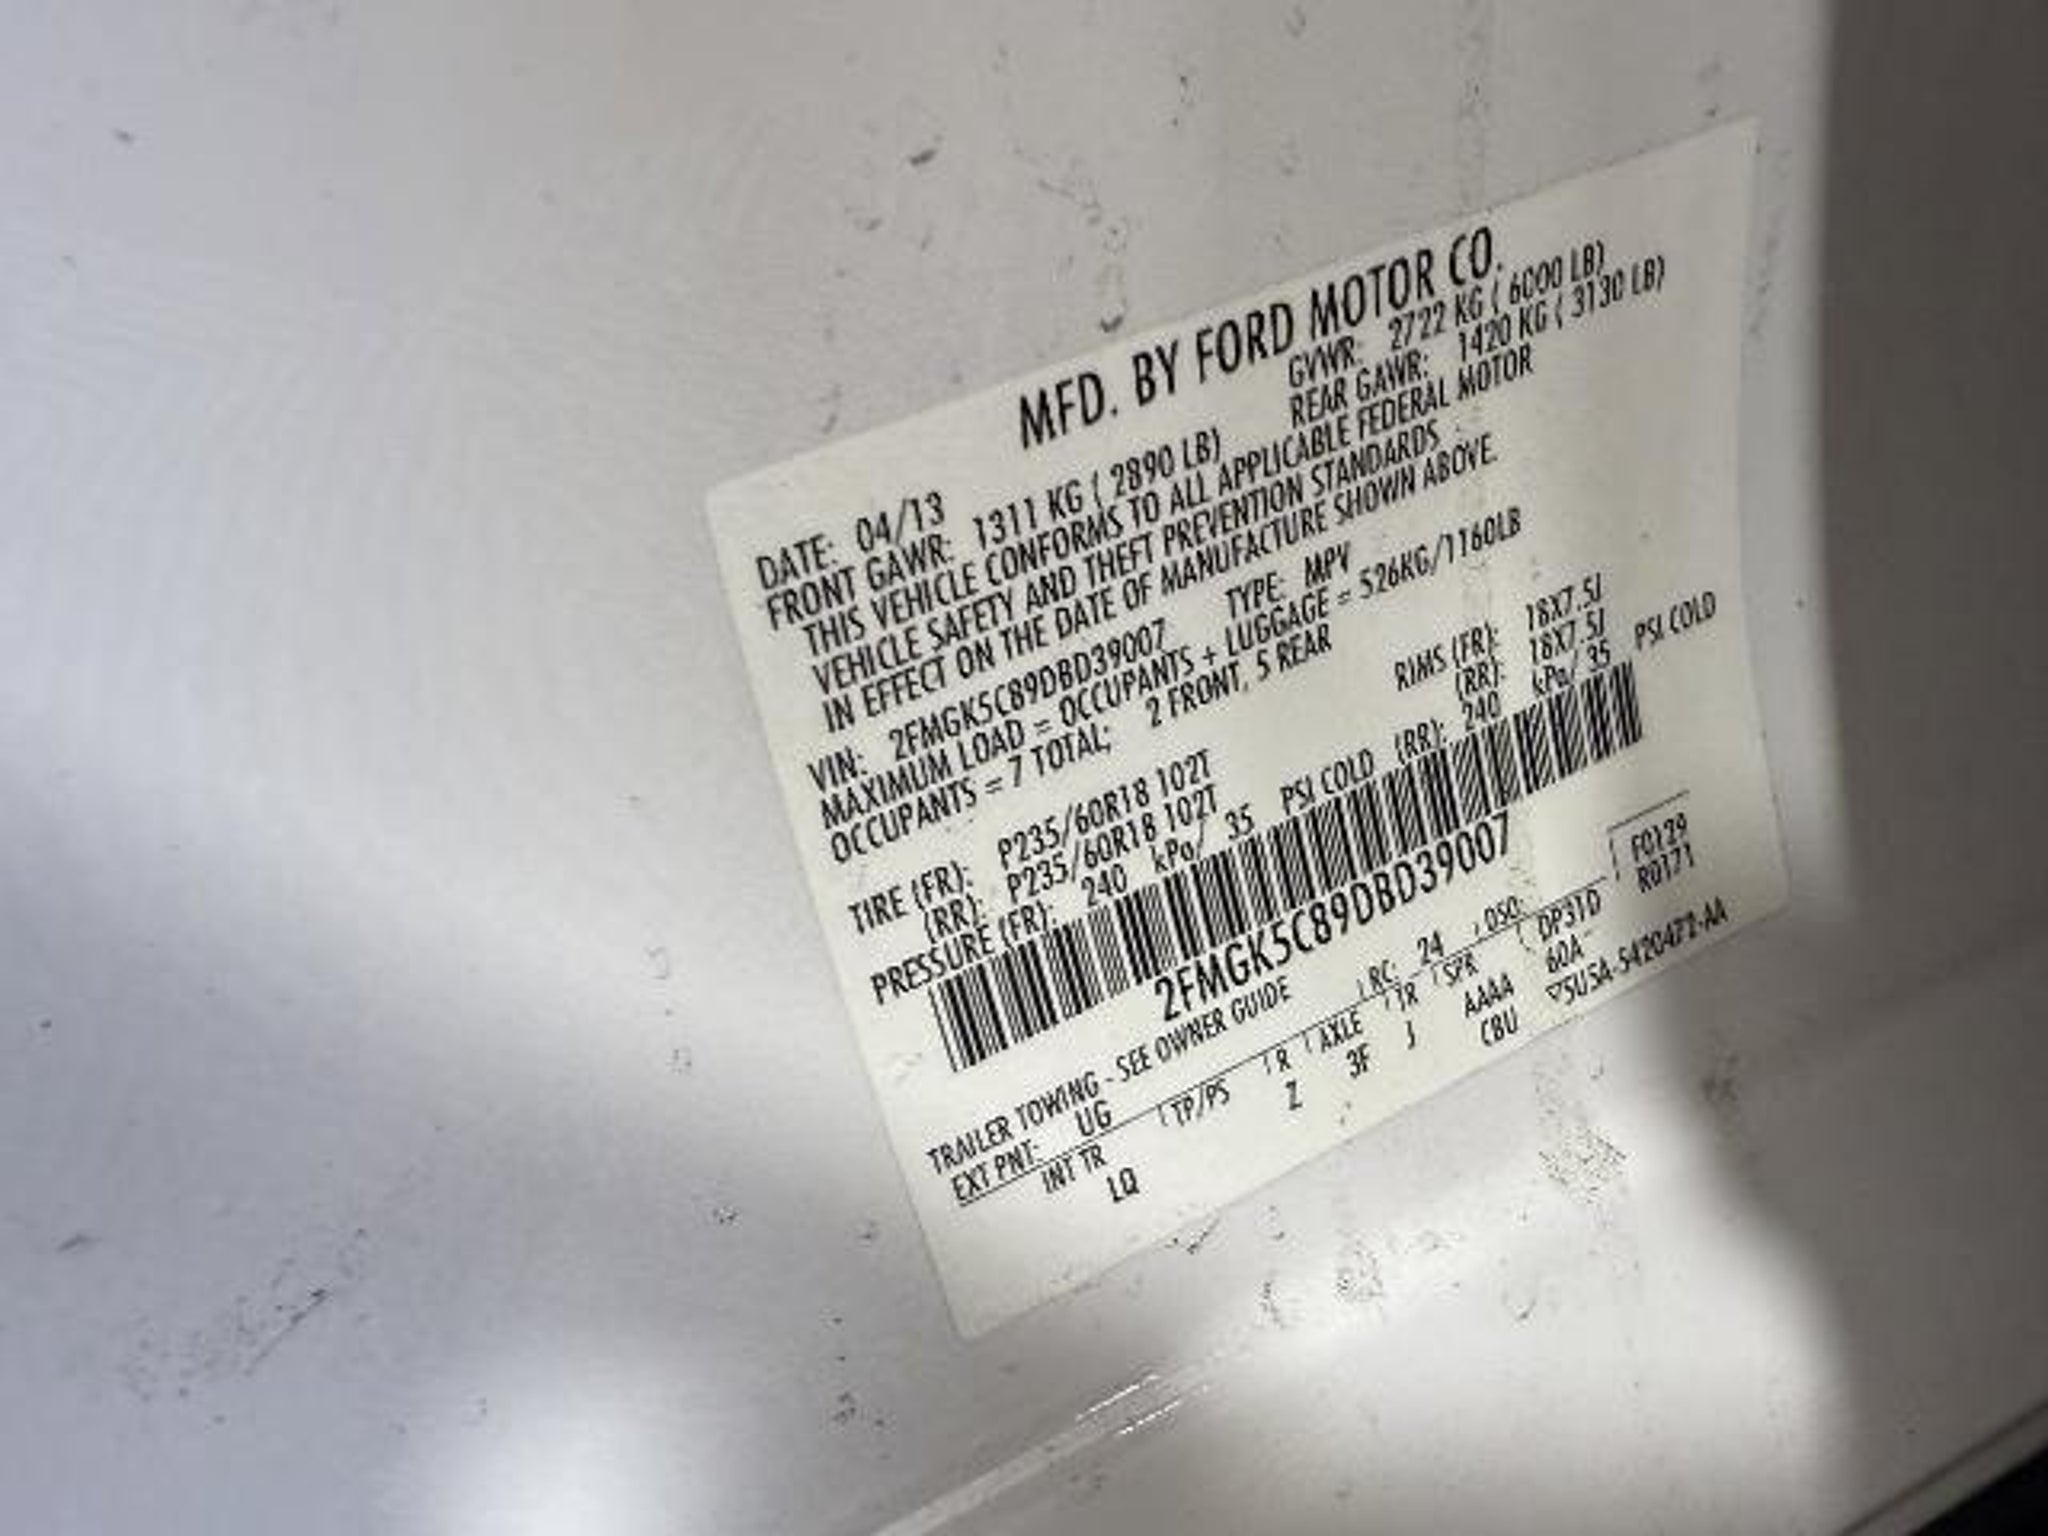 MFD. BY FORD MOTOR CO.
DATE: 04/13 GVWR: 2722 KG ( 6000 LB)
FRONT GAWR: 1311 KG ( 2890 LB) REAR GAWR: 1420 KG ( 3130 LB)
THIS VEHICLE CONFORMS TO ALL APPLICABLE FEDERAL MOTOR
VEHICLE SAFETY AND THEFT PREVENTION STANDARDS
IN EFFECT ON THE DATE OF MANUFACTURE SHOWN ABOVE.
VIN: 2FMGK5C89DBD39007 TYPE: MPV
MAXIMUM LOAD = OCCUPANTS + LUGGAGE = 526KG/1160LB
OCCUPANTS = 7 TOTAL; 2 FRONT, 5 REAR
TIRE (FR): P235/60R18 102T RIMS (FR): 18X7.5J
(RR): P235/60R18 102T (RR): 18X7.5J
PRESSURE (FR): 240 kPa/ 35 PSI COLD (RR): 240 kPa/ 35 PSI COLD
2FMGK5C89DBD39007
TRAILER TOWING - SEE OWNER GUIDE
EXT PNT: UG RC: 24 DSO: F0129
INT TR TP/PS R AXLE TR SPR DP31D R0171
LQ Z 3F J AAAA 60A
CBU ▽5USA-5420472-AA